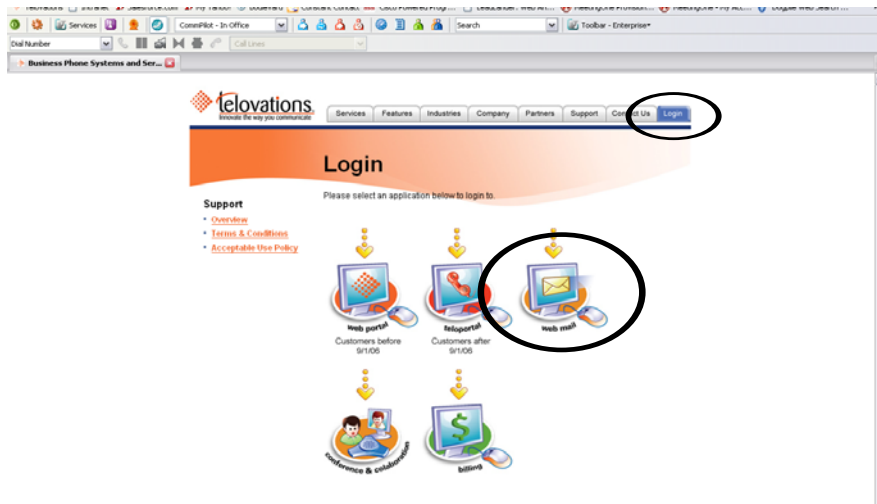 Services CommPilot - In Office Search Toolbar - Enterprise
Dial Number Call Lines
Business Phone Systems and Ser...
telovations
Innovate the way you communicate
Services Features Industries Company Partners Support Contact Us Login
Login
Please select an application below to login to.
Support
Overview
Terms & Conditions
Acceptable Use Policy
web portal teloportal web mail
Customers before 9/1/06
Customers after 9/1/06
conference & colaboration billing
$